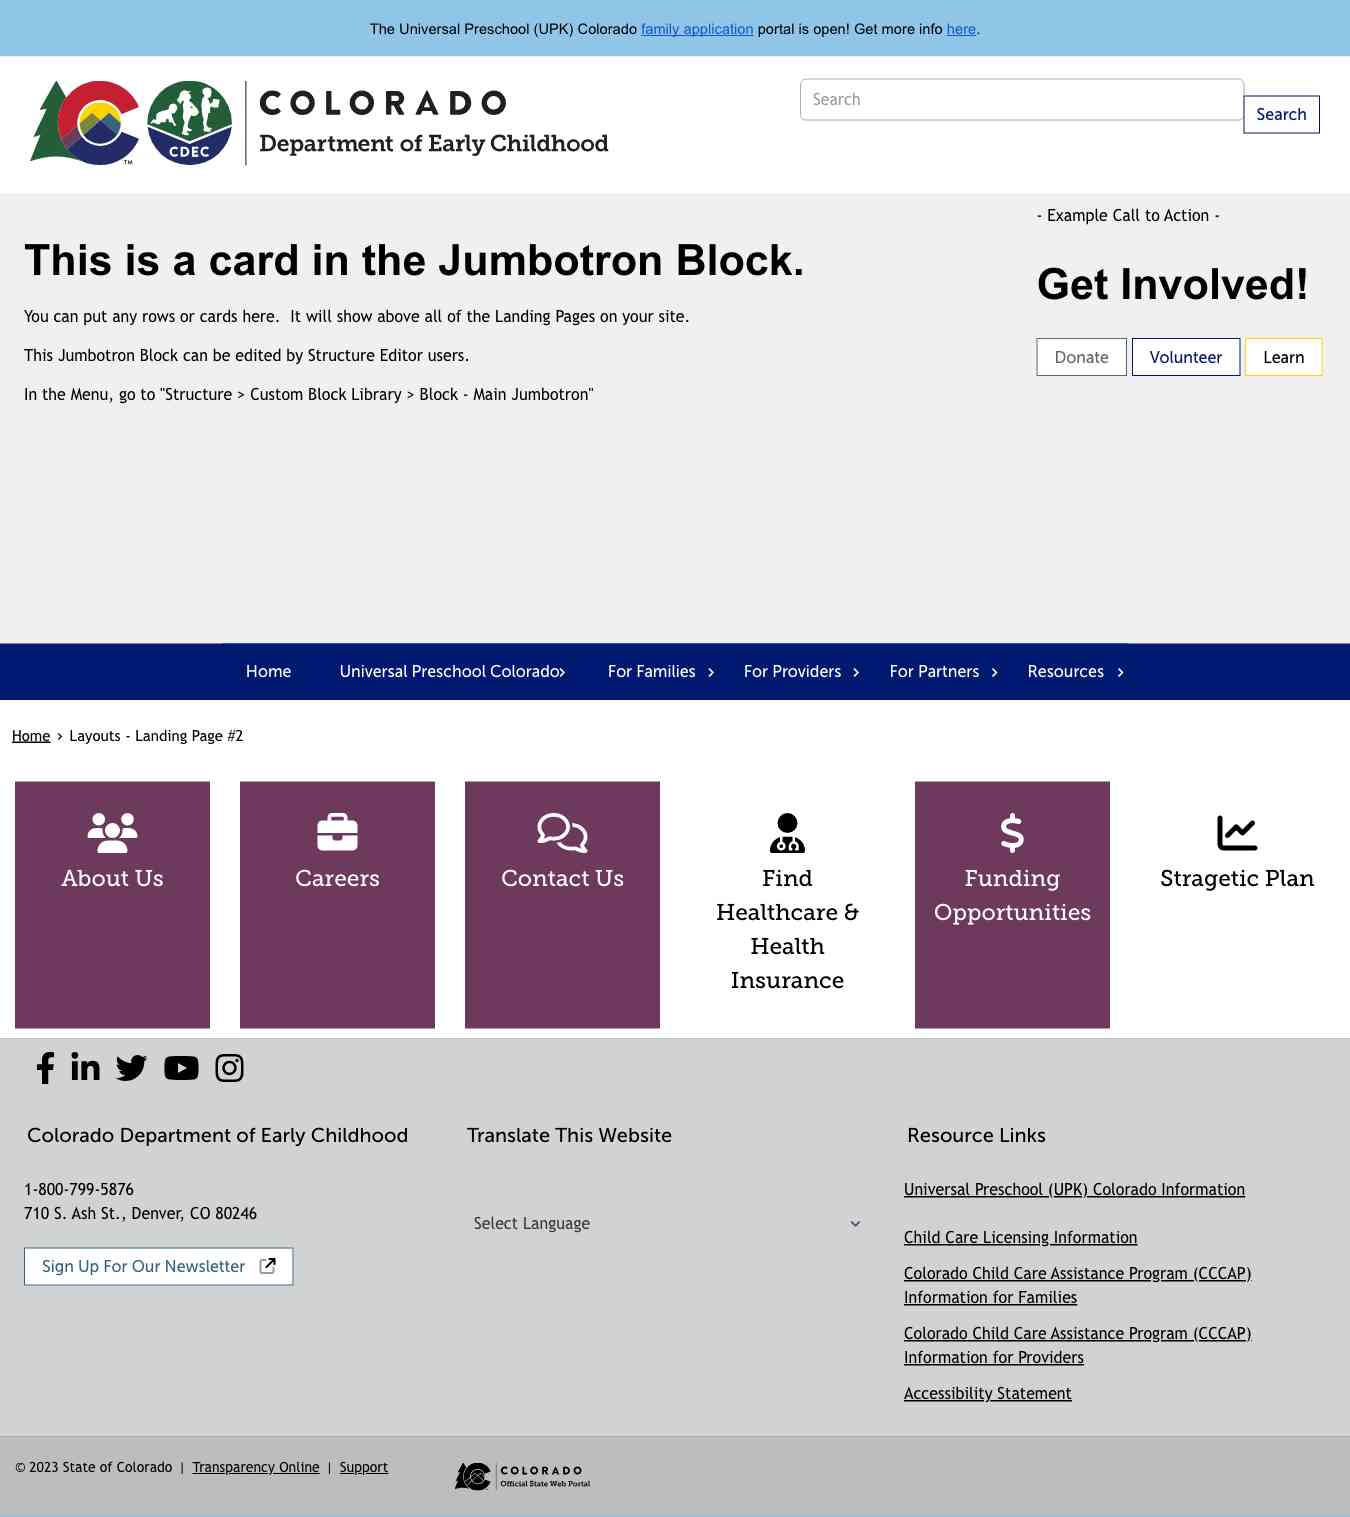 The Universal Preschool (UPK) Colorado family application portal is open! Get more info here.
COLORADO
Department of Early Childhood
CDEC
TM
Search
Search
- Example Call to Action -
This is a card in the Jumbotron Block.
Get Involved!
You can put any rows or cards here.  It will show above all of the Landing Pages on your site.
Donate
Volunteer
Learn
This Jumbotron Block can be edited by Structure Editor users.
In the Menu, go to "Structure > Custom Block Library > Block - Main Jumbotron"
Home
Universal Preschool Colorado
For Families
For Providers
For Partners
Resources
Home > Layouts - Landing Page #2
About Us
Careers
Contact Us
Find
Healthcare &
Health
Insurance
Funding
Opportunities
Stragetic Plan
Colorado Department of Early Childhood
1-800-799-5876
710 S. Ash St., Denver, CO 80246
Sign Up For Our Newsletter
Translate This Website
Select Language
Resource Links
Universal Preschool (UPK) Colorado Information
Child Care Licensing Information
Colorado Child Care Assistance Program (CCCAP)
Information for Families
Colorado Child Care Assistance Program (CCCAP)
Information for Providers
Accessibility Statement
© 2023 State of Colorado | Transparency Online | Support
COLORADO
Official State Web Portal